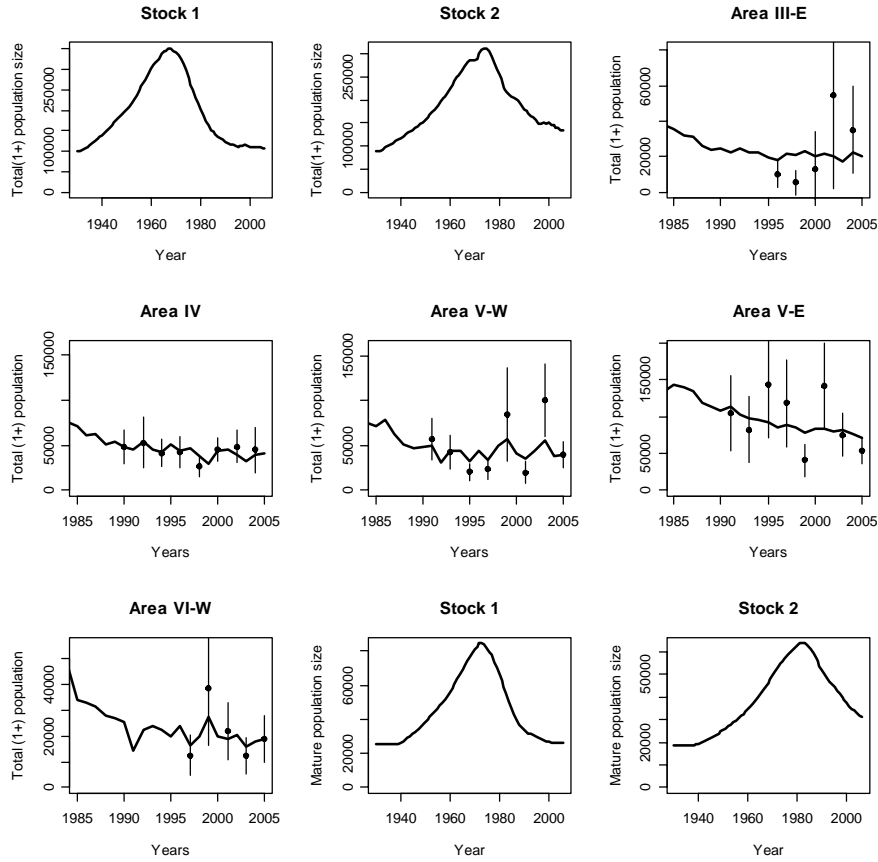 Stock 1
Total(1+) population size
0
100000
250000
1940
1960
1980
2000
Year
Stock 2
Total(1+) population size
0
100000
250000
1940
1960
1980
2000
Year
Area III-E
Total (1+) population
0
20000
60000
1985
1990
1995
2000
2005
Years
Area IV
Total (1+) population
0
50000
150000
1985
1990
1995
2000
2005
Years
Area V-W
Total (1+) population
0
50000
150000
1985
1990
1995
2000
2005
Years
Area V-E
Total (1+) population
0
50000
150000
1985
1990
1995
2000
2005
Years
Area VI-W
Total (1+) population
0
20000
40000
1985
1990
1995
2000
2005
Years
Stock 1
Mature population size
0
20000
60000
1940
1960
1980
2000
Year
Stock 2
Mature population size
0
20000
50000
1940
1960
1980
2000
Year